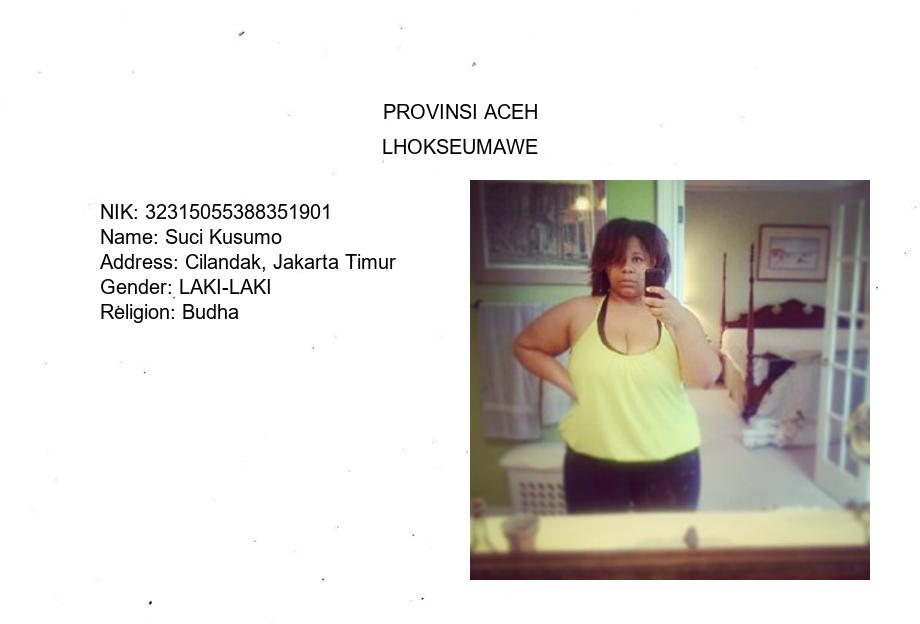 PROVINSI ACEH
LHOKSEUMAWE
NIK: 32315055388351901
Name: Suci Kusumo
Address: Cilandak, Jakarta Timur
Gender: LAKI-LAKI
Religion: Budha